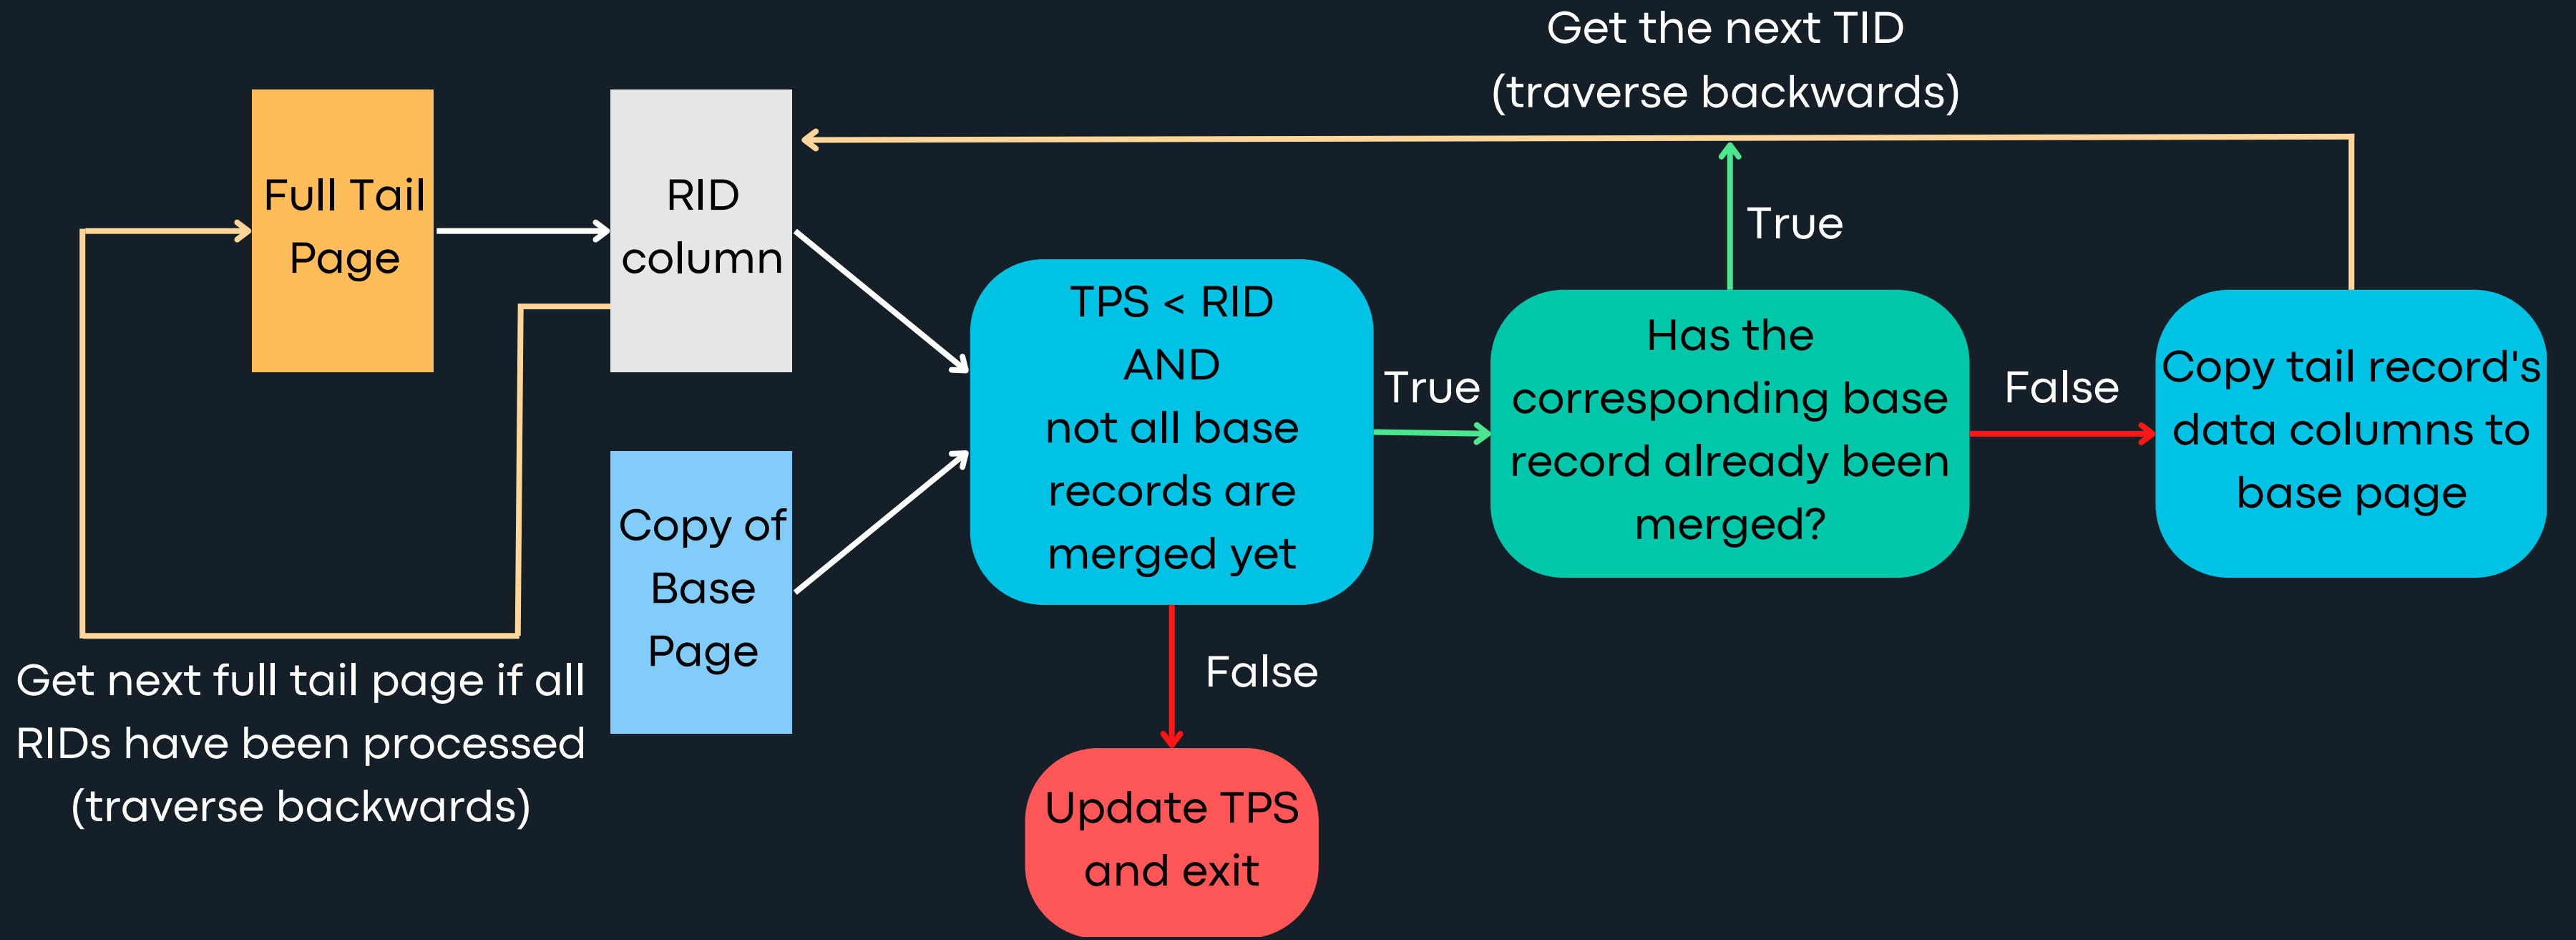 Get the next TID
(traverse backwards)
Full Tail
Page
RID
column
True
TPS < RID
AND
not all base
records are
merged yet
True
Has the
corresponding base
record already been
merged?
False
Copy tail record's
data columns to
base page
Copy of
Base
Page
Get next full tail page if all
RIDs have been processed
(traverse backwards)
False
Update TPS
and exit